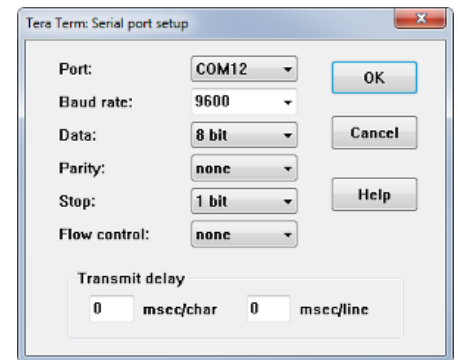 Tera Term: Serial port setup
Port: COM12 OK
Baud rate: 9600
Data: 8 bit Cancel
Parity: none
Stop: 1 bit Help
Flow control: none
Transmit delay
0 msec/char 0 msec/line